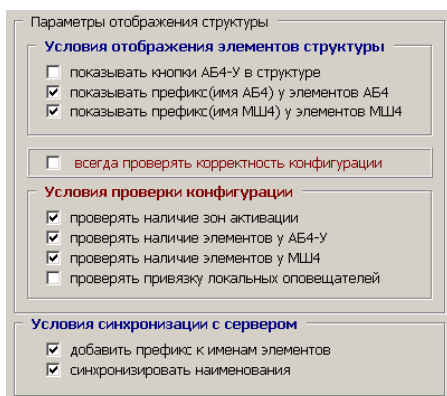 Параметры отображения структуры
Условия отображения элементов структуры
показывать кнопки АБ4-У в структуре
показывать префикс(имя АБ4) у элементов АБ4
показывать префикс(имя МШ4) у элементов МШ4
всегда проверять корректность конфигурации
Условия проверки конфигурации
проверять наличие зон активации
проверять наличие элементов у АБ4-У
проверять наличие элементов у МШ4
проверять привязку локальных оповещателей
Условия синхронизации с сервером
добавить префикс к именам элементов
синхронизировать наименования